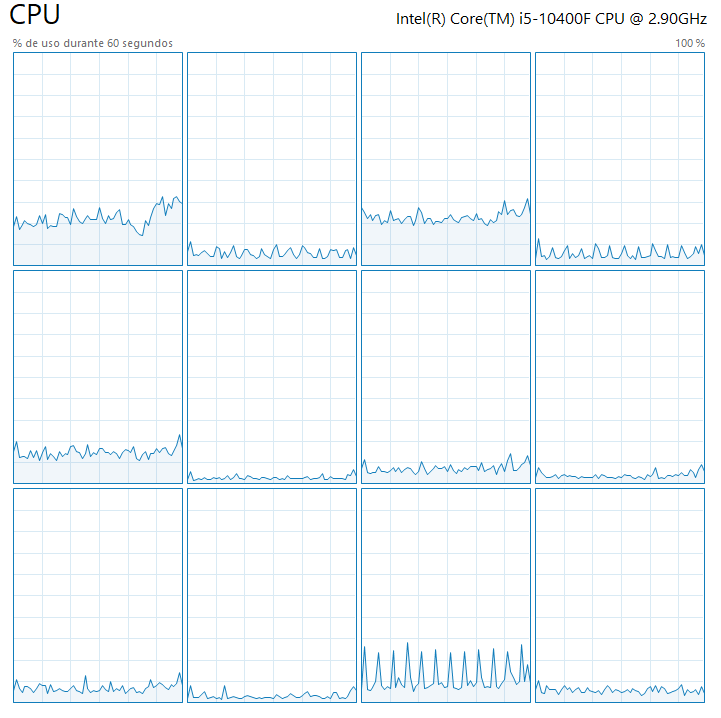 CPU
Intel(R) Core(TM) i5-10400F CPU @ 2.90GHz
% de uso durante 60 segundos
100 %